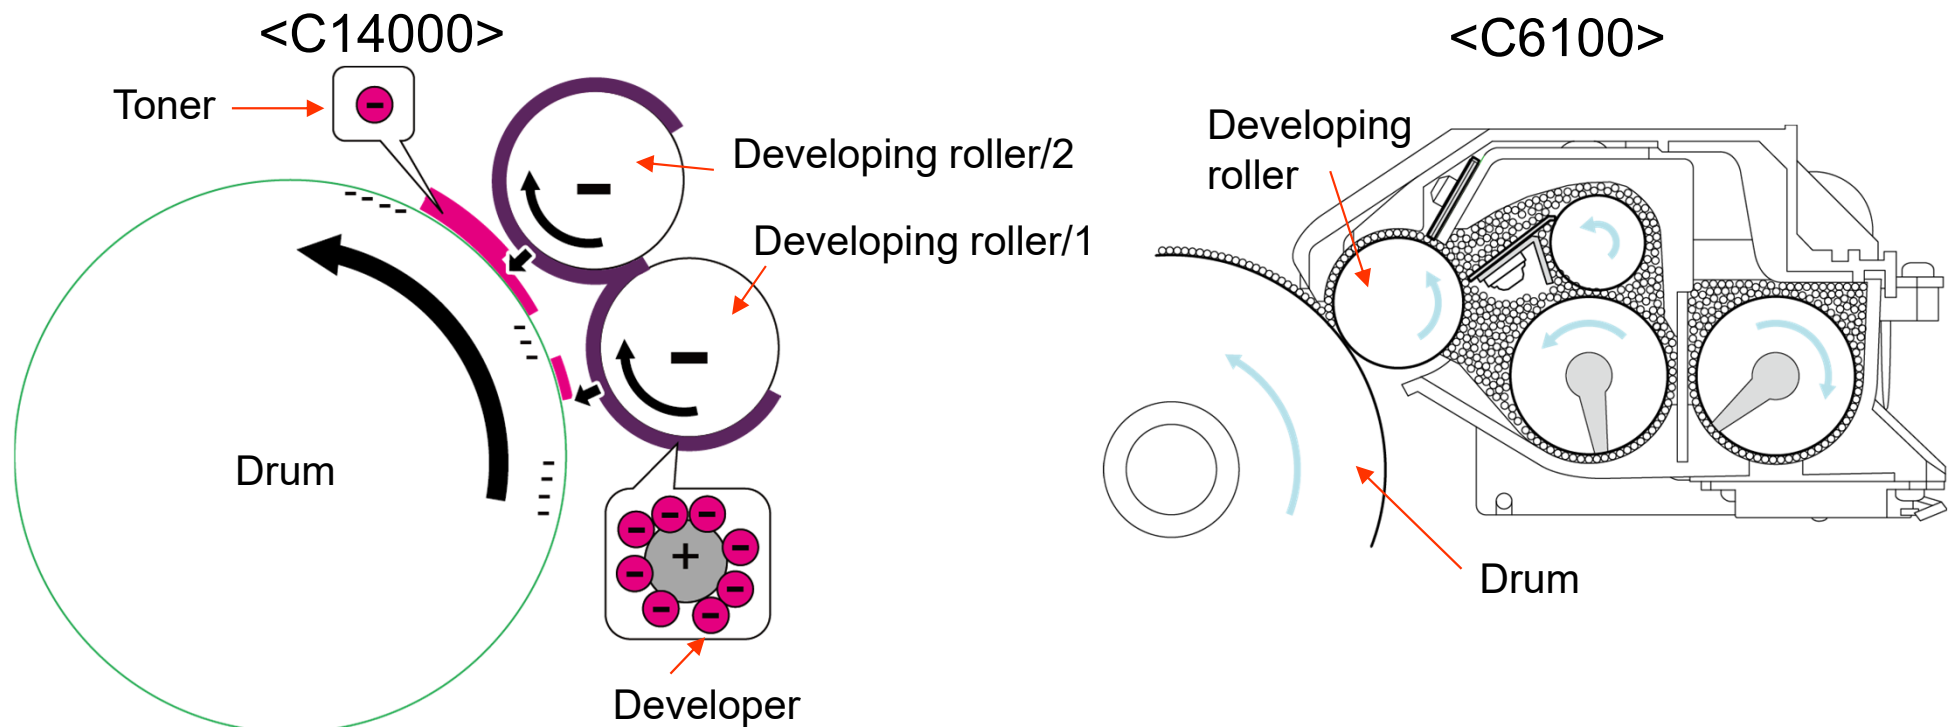 <C14000>
<C6100>
Toner
-
Developing roller/2
-
Developing roller/1
-
Developing
roller
Drum
- - - -
- + -
- -
- -
Developer
Drum